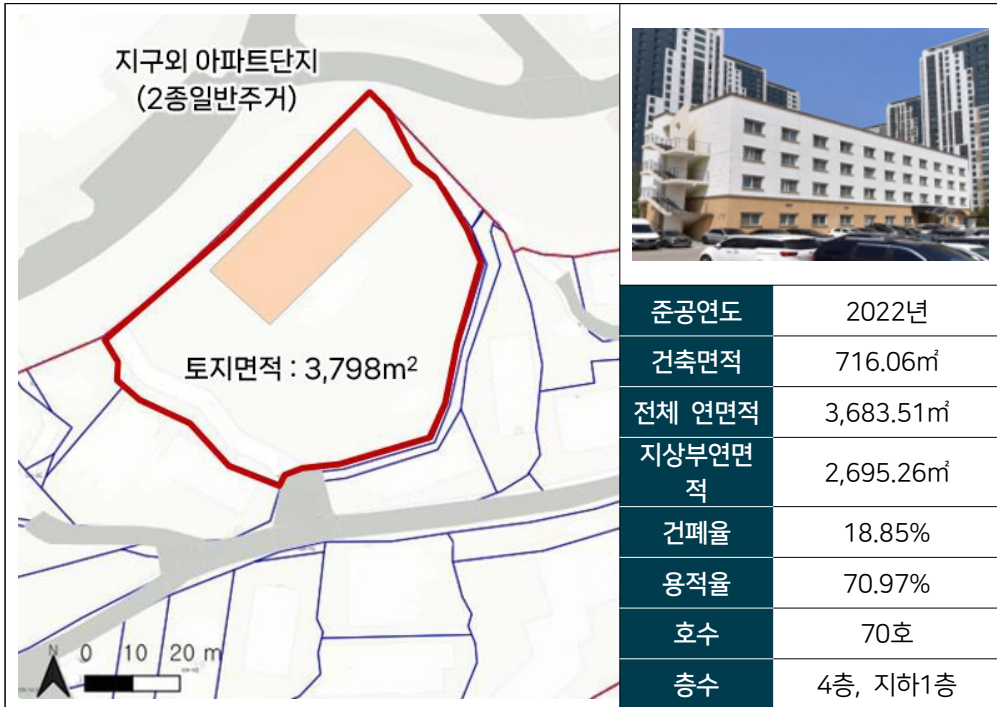 지구외 아파트단지
(2종일반주거)
토지면적 : 3,798m²
N 0 10 20 m
준공연도 2022년
건축면적 716.06㎡
전체 연면적 3,683.51㎡
지상부연면
적 2,695.26㎡
건폐율 18.85%
용적율 70.97%
호수 70호
층수 4층, 지하1층